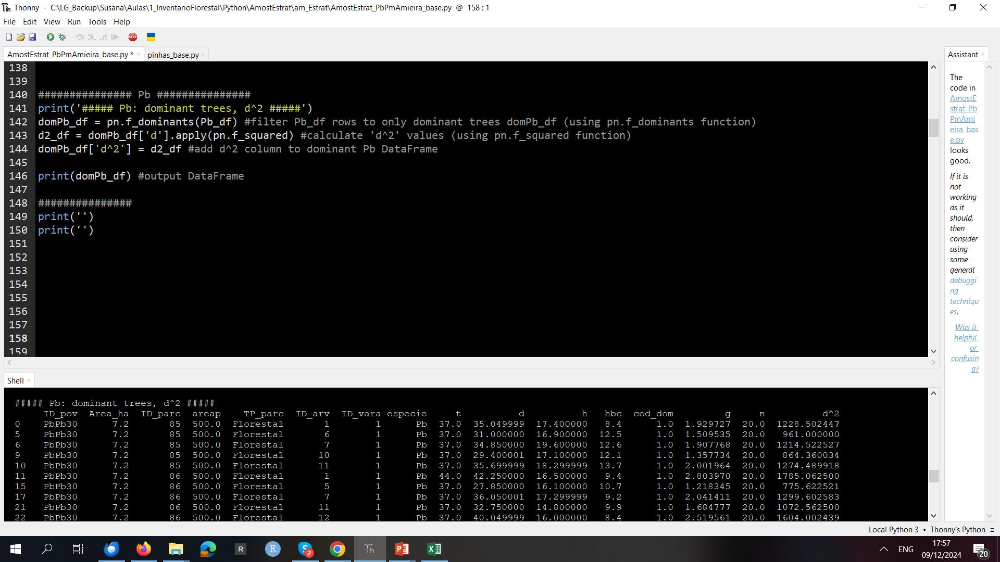 Thonny - C:\LG_Backup\Susana\Aulas\1_InventarioFlorestal\Python\AmostEstrat\am_Estrat\AmostEstrat_PbPmAmieira_base.py @ 158 : 1
File Edit View Run Tools Help
STOP
AmostEstrat_PbPmAmieira_base.py * ×
pinhas_base.py ×
138
139
140 ############### Pb ###############
141 print('##### Pb: dominant trees, d^2 #####')
142 domPb_df = pn.f_dominants(Pb_df) #filter Pb_df rows to only dominant trees domPb_df (using pn.f_dominants function)
143 d2_df = domPb_df['d'].apply(pn.f_squared) #calculate 'd^2' values (using pn.f_squared function)
144 domPb_df['d^2'] = d2_df #add d^2 column to dominant Pb DataFrame
145
146 print(domPb_df) #output DataFrame
147
148 ###############
149 print('')
150 print('')
151
152
153
154
155
156
157
158
159
Shell ×
##### Pb: dominant trees, d^2 #####
ID_pov Area_ha ID_parc areap TP_parc ID_arv ID_vara especie t d h hbc cod_dom g n d^2
0 PbPb30 7.2 85 500.0 Florestal 1 1 Pb 37.0 35.049999 17.400000 8.4 1.0 1.929727 20.0 1228.502447
5 PbPb30 7.2 85 500.0 Florestal 6 1 Pb 37.0 31.000000 16.900000 12.5 1.0 1.509535 20.0 961.000000
6 PbPb30 7.2 85 500.0 Florestal 7 1 Pb 37.0 34.850000 19.600000 12.6 1.0 1.907768 20.0 1214.522527
9 PbPb30 7.2 85 500.0 Florestal 10 1 Pb 37.0 29.400001 17.100000 12.1 1.0 1.357734 20.0 864.360034
10 PbPb30 7.2 85 500.0 Florestal 11 1 Pb 37.0 35.699999 18.299999 13.7 1.0 2.001964 20.0 1274.489918
11 PbPb30 7.2 86 500.0 Florestal 1 1 Pb 44.0 42.250000 16.500000 9.4 1.0 2.803970 20.0 1785.062500
15 PbPb30 7.2 86 500.0 Florestal 5 1 Pb 37.0 27.850000 16.100000 10.7 1.0 1.218345 20.0 775.622521
17 PbPb30 7.2 86 500.0 Florestal 7 1 Pb 37.0 36.050001 17.299999 9.2 1.0 2.041411 20.0 1299.602583
21 PbPb30 7.2 86 500.0 Florestal 11 1 Pb 37.0 32.750000 14.800000 9.9 1.0 1.684777 20.0 1072.562500
22 PbPb30 7.2 86 500.0 Florestal 12 1 Pb 37.0 40.049999 16.000000 8.4 1.0 2.519561 20.0 1604.002439
Assistant ×
The
code in
AmostE
strat_Pb
PmAmi
eira_bas
e.py
looks
good.
If it is
not
working
as it
should,
then
consider
using
some
general
debuggi
ng
techniqu
es.
Was it
helpful
or
confusin
g?
Local Python 3 • Thonny's Python ≡
R
R
S 2
Th
P
X
ENG
17:57
09/12/2024
20